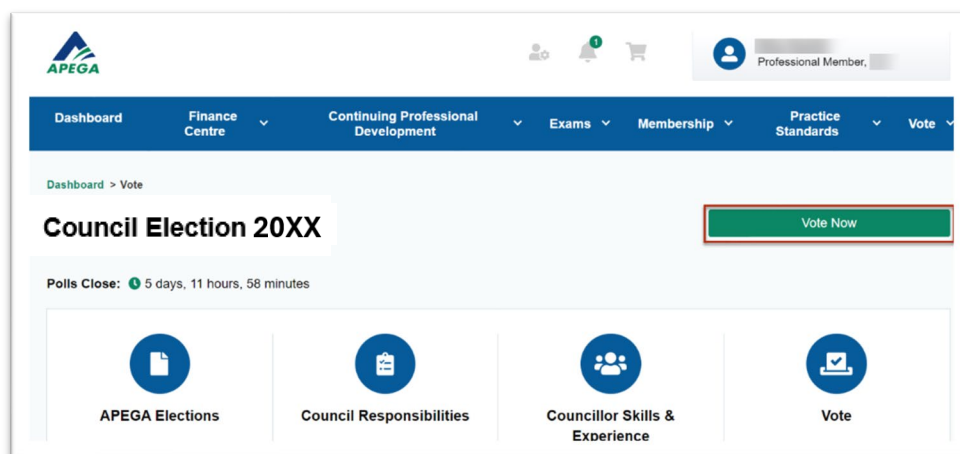 APEGA
1
Professional Member,
Dashboard
Finance
Centre
Continuing Professional
Development
Exams
Membership
Practice
Standards
Vote
Dashboard > Vote
Council Election 20XX
Vote Now
Polls Close: 5 days, 11 hours, 58 minutes
APEGA Elections
Council Responsibilities
Councillor Skills &
Experience
Vote